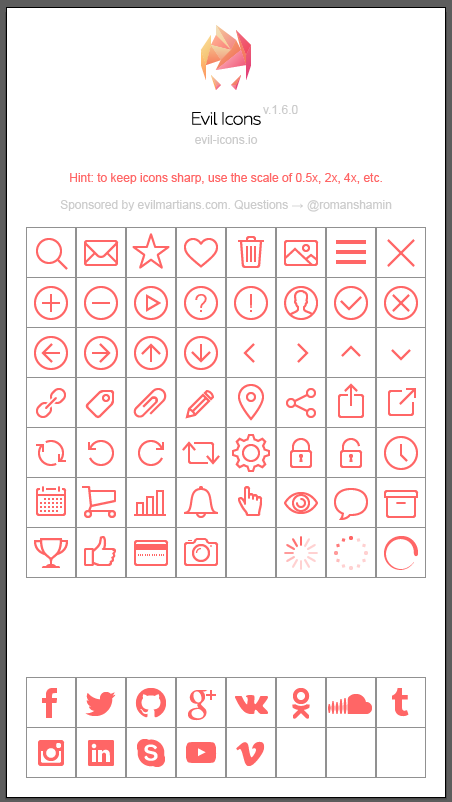 v.1.6.0
Evil Icons
evil-icons.io
Hint: to keep icons sharp, use the scale of 0.5x, 2x, 4x, etc.
Sponsored by evilmartians.com. Questions → @romanshamin